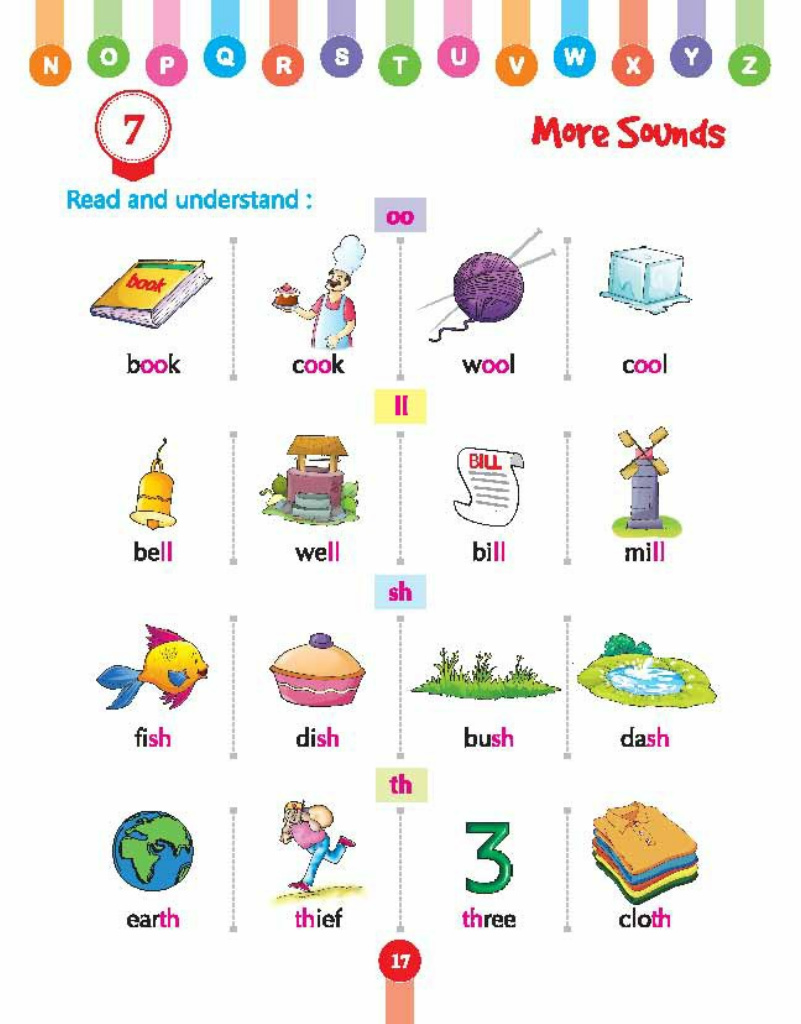 N O P Q R S T U V W X Y Z
7
More Sounds
Read and understand :
oo
book
book cook wool cool
ll
BILL
bell well bill mill
sh
fish dish bush dash
th
3
earth thief three cloth
17